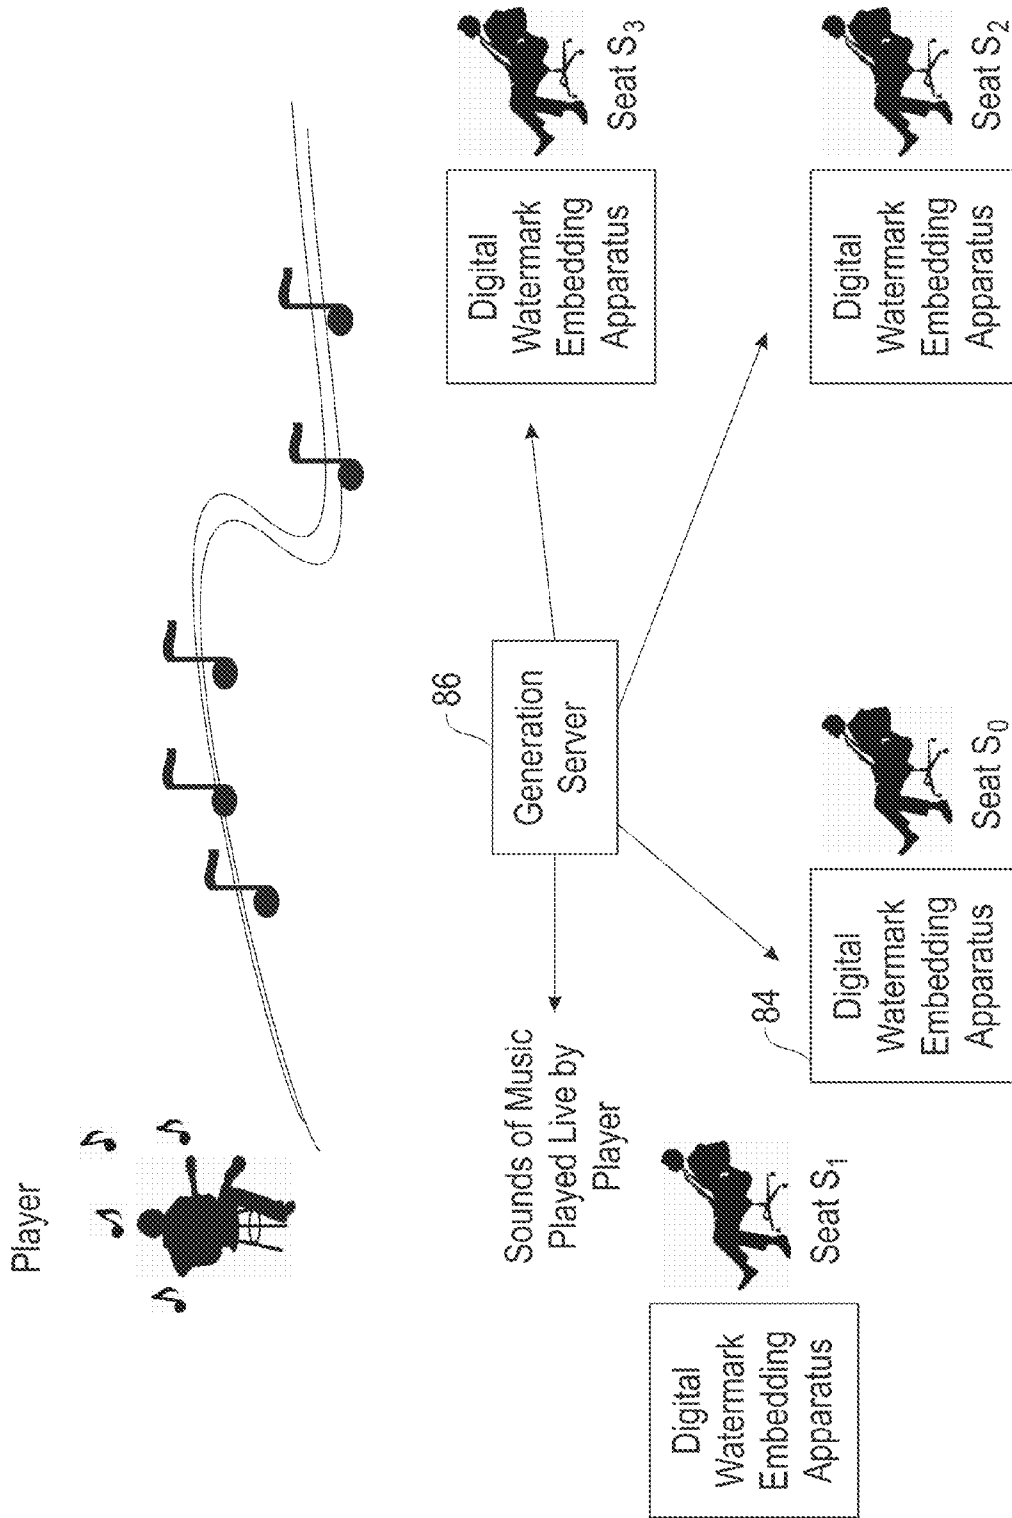 Player
Sounds of Music
Played Live by
Player
86
Generation
Server
Digital
Watermark
Embedding
Apparatus
Seat S3
Digital
Watermark
Embedding
Apparatus
Seat S1
84
Digital
Watermark
Embedding
Apparatus
Seat S0
Digital
Watermark
Embedding
Apparatus
Seat S2